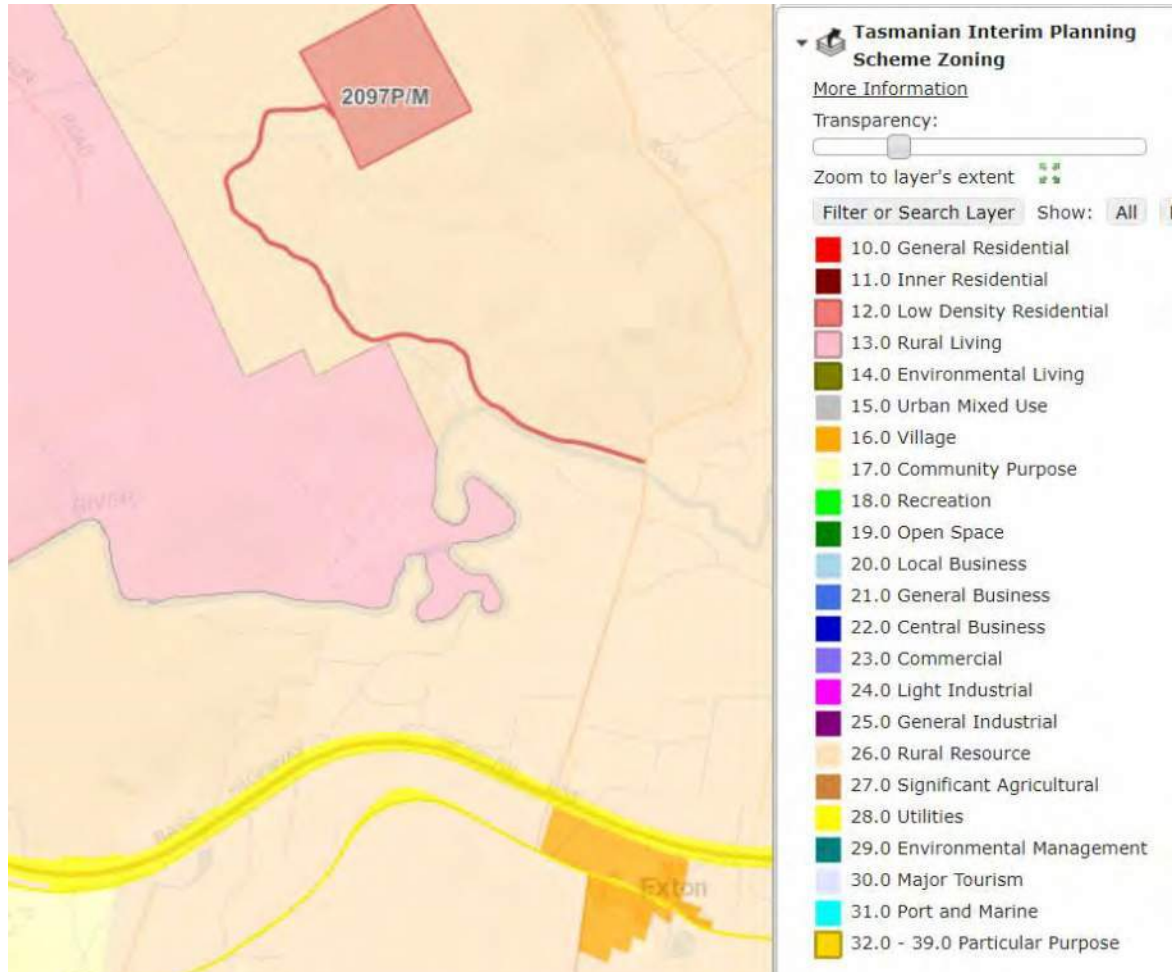 2097P/M
ROAD
ROAD
RIVER
BASS
HIGHWAY
Exton
Tasmanian Interim Planning
Scheme Zoning
More Information
Transparency:
Zoom to layer's extent
Filter or Search Layer Show: All
10.0 General Residential
11.0 Inner Residential
12.0 Low Density Residential
13.0 Rural Living
14.0 Environmental Living
15.0 Urban Mixed Use
16.0 Village
17.0 Community Purpose
18.0 Recreation
19.0 Open Space
20.0 Local Business
21.0 General Business
22.0 Central Business
23.0 Commercial
24.0 Light Industrial
25.0 General Industrial
26.0 Rural Resource
27.0 Significant Agricultural
28.0 Utilities
29.0 Environmental Management
30.0 Major Tourism
31.0 Port and Marine
32.0 - 39.0 Particular Purpose